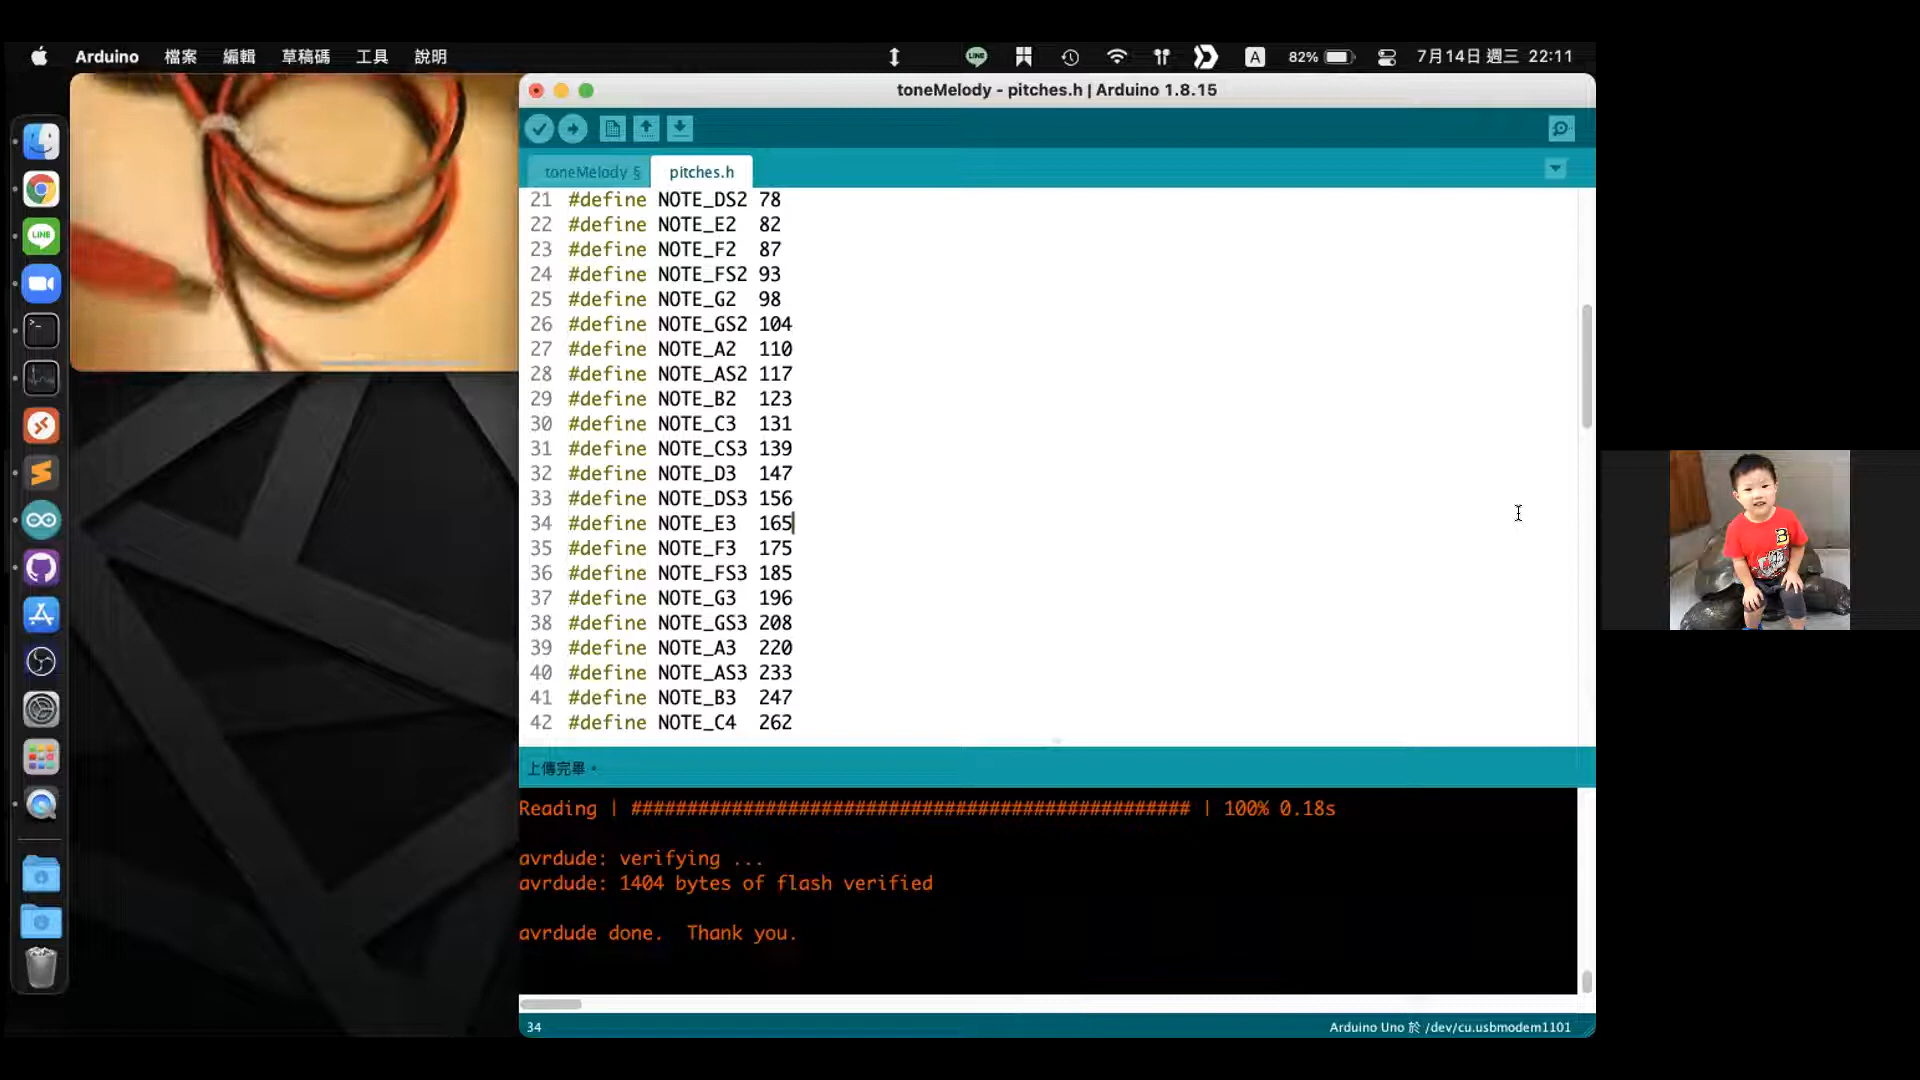 Arduino 檔案 編輯 草稿碼 工具 說明 LINE A 82% 7月14日 週三 22:11
toneMelody - pitches.h | Arduino 1.8.15
toneMelody § pitches.h
21 #define NOTE_DS2 78
22 #define NOTE_E2 82
23 #define NOTE_F2 87
24 #define NOTE_FS2 93
25 #define NOTE_G2 98
26 #define NOTE_GS2 104
27 #define NOTE_A2 110
28 #define NOTE_AS2 117
29 #define NOTE_B2 123
30 #define NOTE_C3 131
31 #define NOTE_CS3 139
32 #define NOTE_D3 147
33 #define NOTE_DS3 156
34 #define NOTE_E3 165
35 #define NOTE_F3 175
36 #define NOTE_FS3 185
37 #define NOTE_G3 196
38 #define NOTE_GS3 208
39 #define NOTE_A3 220
40 #define NOTE_AS3 233
41 #define NOTE_B3 247
42 #define NOTE_C4 262
上傳完畢。
Reading | ################################################## | 100% 0.18s
avrdude: verifying ...
avrdude: 1404 bytes of flash verified
avrdude done. Thank you.
34 Arduino Uno 於 /dev/cu.usbmodem1101
LINE
B